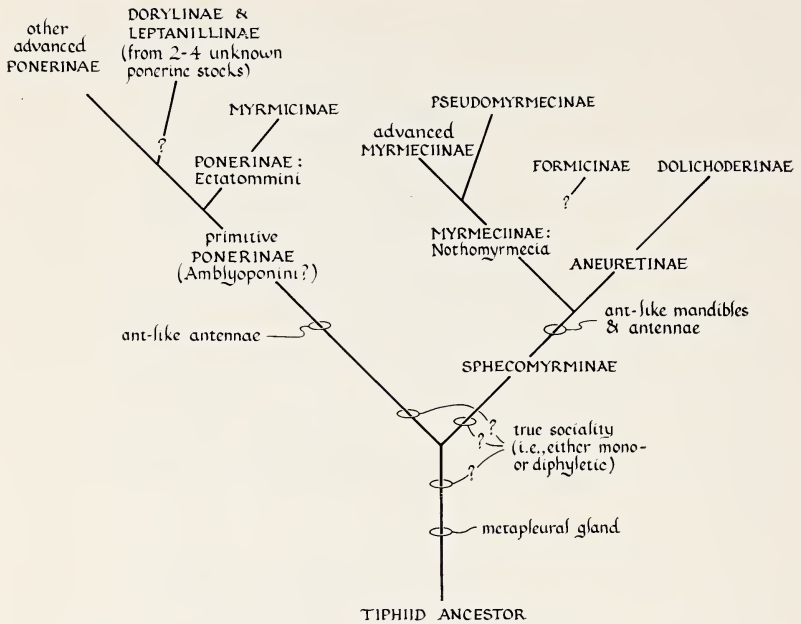 other
advanced
PONERINAE
DORYLINAE &
LEPTANILLINAE
(from 2-4 unknown
ponerine stocks)
?
MYRMICINAE
PONERINAE:
Ectatommini
primitive
PONERINAE
(Amblyoponini?)
ant-like antennae
PSEUDOMYRMECINAE
advanced
MYRMECIINAE
FORMICINAE
?
DOLICHODERINAE
MYRMECIINAE:
Nothomyrmecia
ANEURETINAE
ant-like mandibles
& antennae
SPHECOMYRMINAE
?
?
?
true sociality
(i.e., either mono-
or diphyletic)
metapleural gland
TIPHIID ANCESTOR